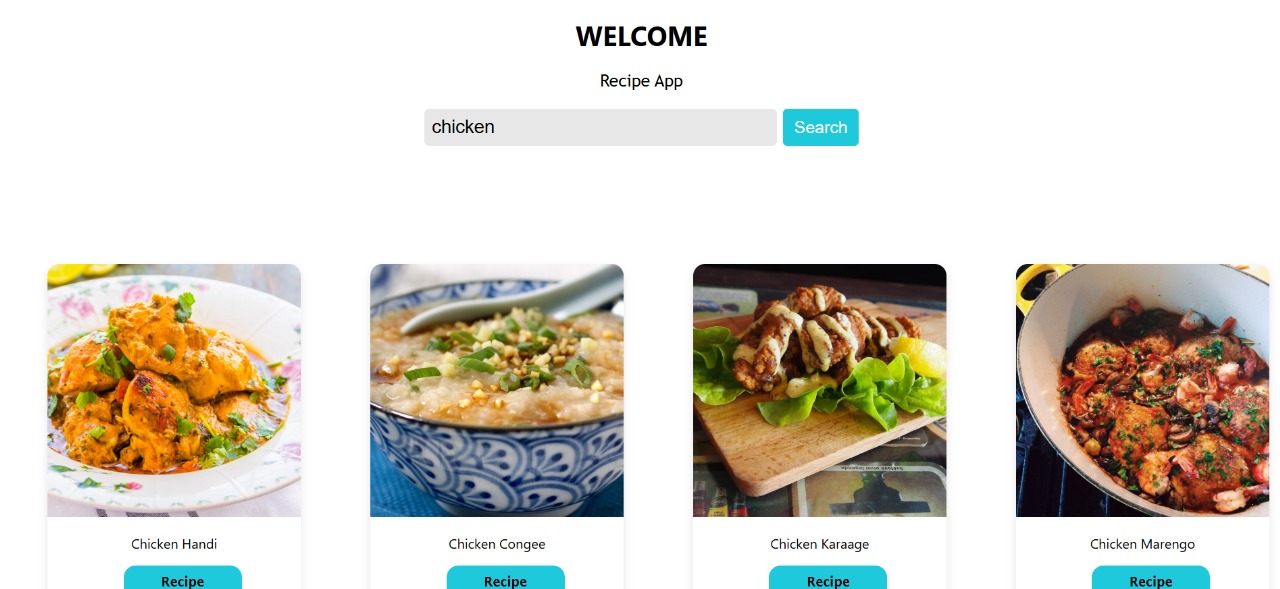 WELCOME
Recipe App
chicken
Search
Chicken Handi
Chicken Congee
Chicken Karaage
Chicken Marengo
Recipe
Recipe
Recipe
Recipe